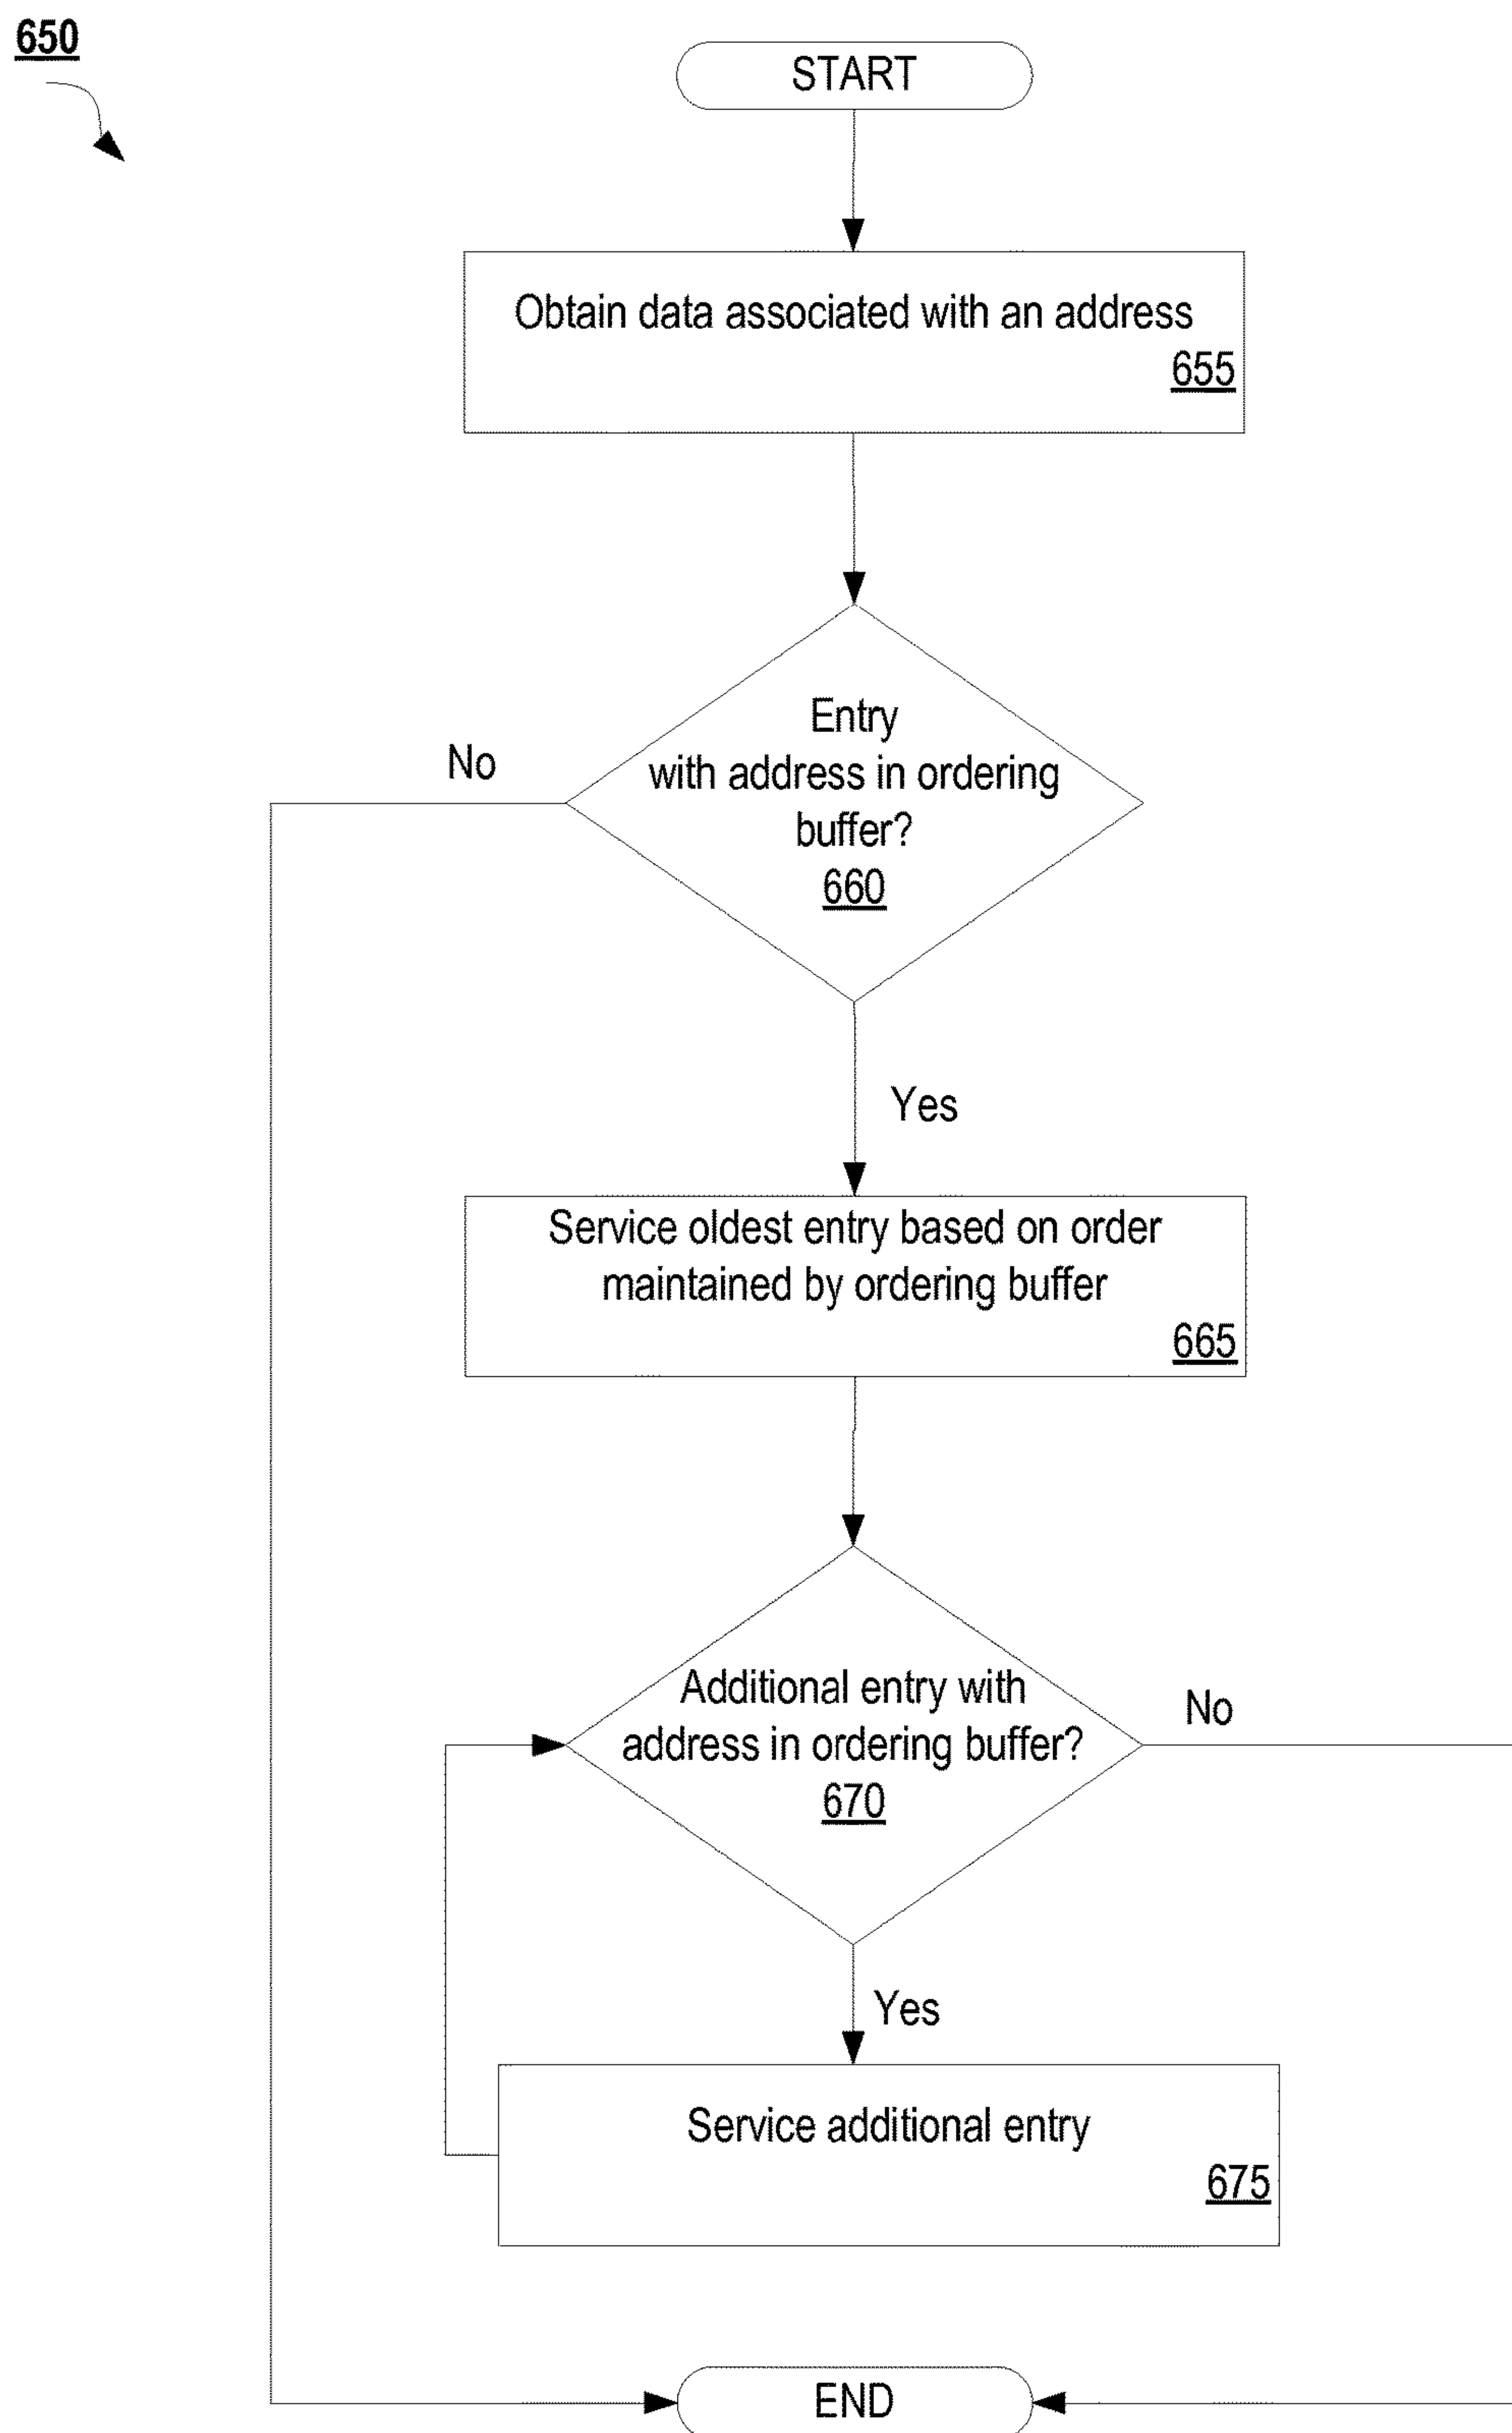 650
START
Obtain data associated with an address
655
Entry
with address in ordering
buffer?
660
No
Yes
Service oldest entry based on order
maintained by ordering buffer
665
Additional entry with
address in ordering buffer?
670
No
Yes
Service additional entry
675
END